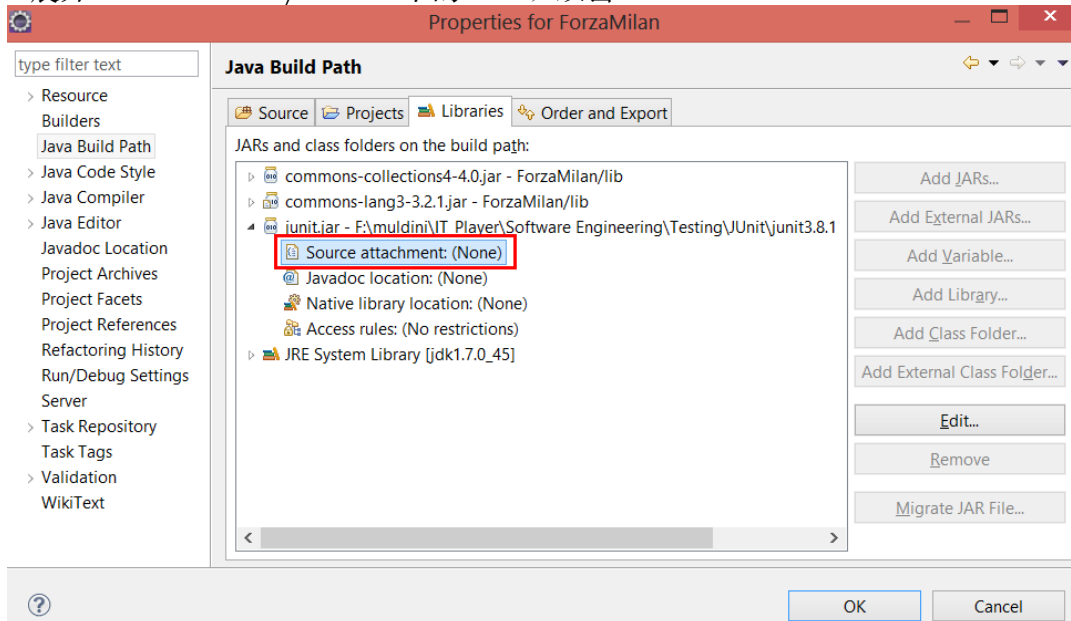 Properties for ForzaMilan
type filter text
Java Build Path
Resource
Builders
Java Build Path
Java Code Style
Java Compiler
Java Editor
Javadoc Location
Project Archives
Project Facets
Project References
Refactoring History
Run/Debug Settings
Server
Task Repository
Task Tags
Validation
WikiText
Source Projects Libraries Order and Export
JARs and class folders on the build path:
commons-collections4-4.0.jar - ForzaMilan/lib
commons-lang3-3.2.1.jar - ForzaMilan/lib
junit.jar - F:\muldini\IT Player\Software Engineering\Testing\JUnit\junit3.8.1
Source attachment: (None)
Javadoc location: (None)
Native library location: (None)
Access rules: (No restrictions)
JRE System Library [jdk1.7.0_45]
Add JARs...
Add External JARs...
Add Variable...
Add Library...
Add Class Folder...
Add External Class Folder...
Edit...
Remove
Migrate JAR File...
OK Cancel